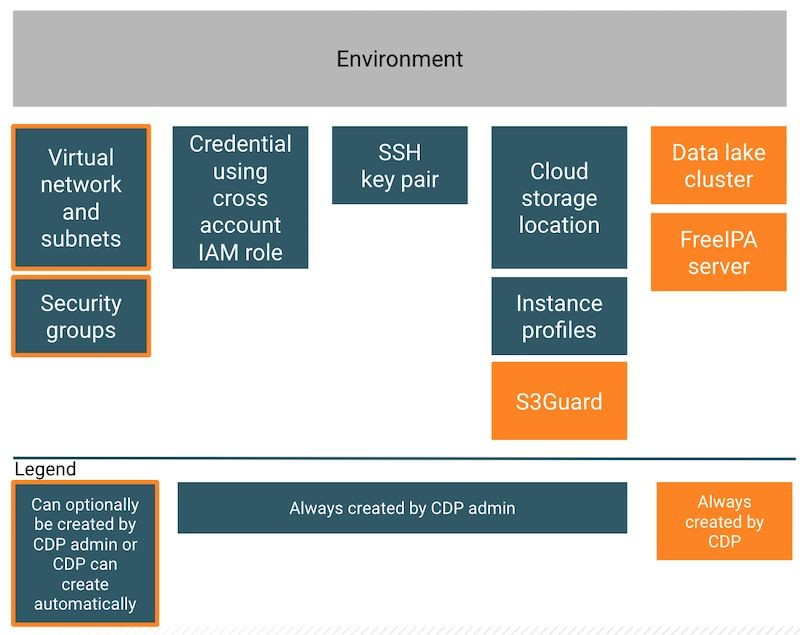 Environment
Virtual
network
and
subnets
Security
groups
Credential
using
cross
account
IAM role
SSH
key pair
Cloud
storage
location
Instance
profiles
S3Guard
Data lake
cluster
FreeIPA
server
Legend
Can optionally
be created by
CDP admin or
CDP can
create
automatically
Always created by CDP admin
Always
created by
CDP